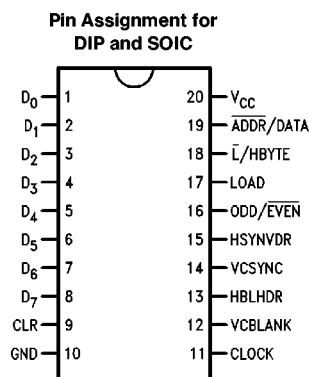 Pin Assignment for
DIP and SOIC
D0 1 20 VCC
D1 2 19 ADDR/DATA
D2 3 18 L/HBYTE
D3 4 17 LOAD
D4 5 16 ODD/EVEN
D5 6 15 HSYNVDR
D6 7 14 VCSYNC
D7 8 13 HBLHDR
CLR 9 12 VCBLANK
GND 10 11 CLOCK